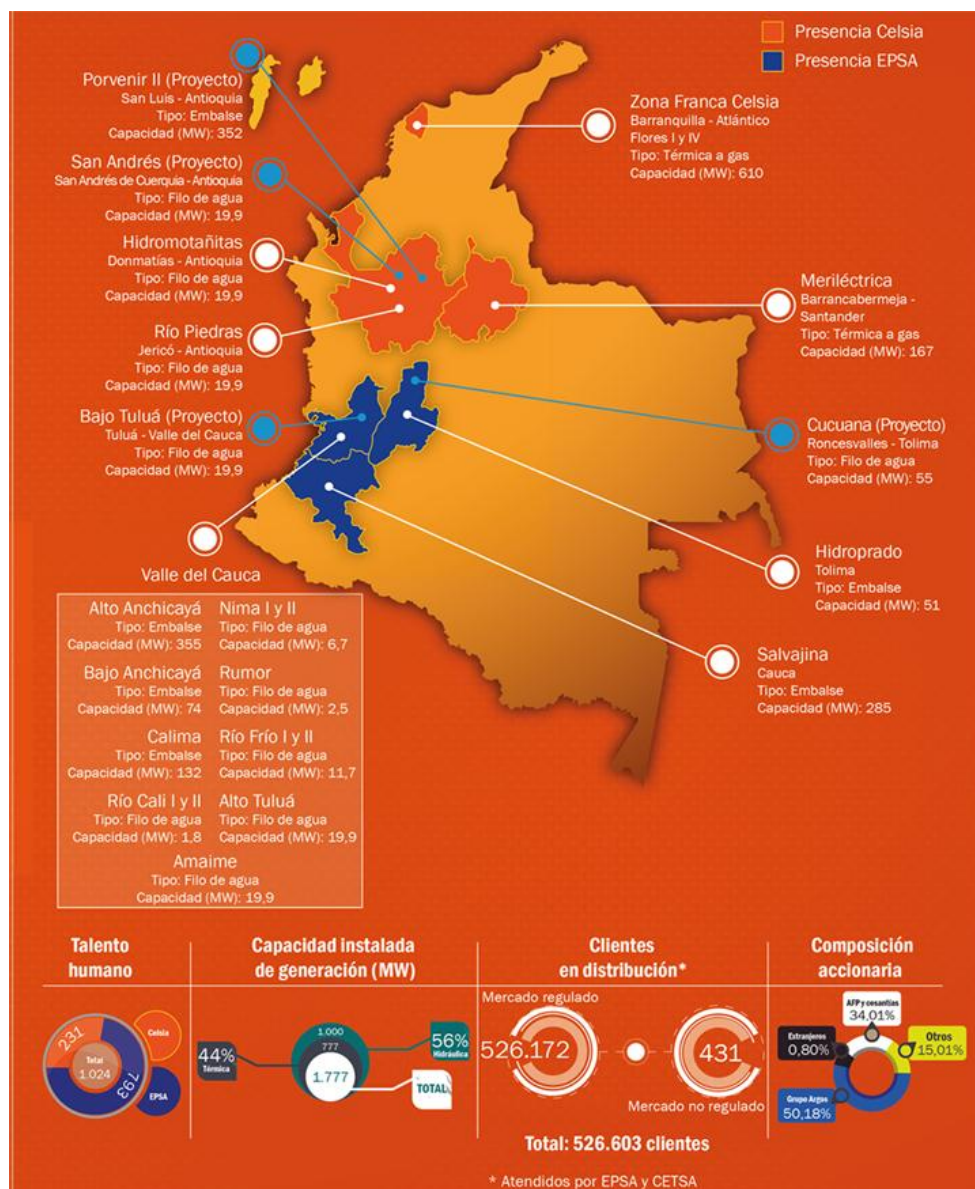 Presencia Celsia
Presencia EPSA
Porvenir II (Proyecto)
San Luis - Antioquia
Tipo: Embalse
Capacidad (MW): 352
San Andrés (Proyecto)
San Andrés de Cuerquia - Antioquia
Tipo: Filo de agua
Capacidad (MW): 19,9
Hidromotañitas
Donmatías - Antioquia
Tipo: Filo de agua
Capacidad (MW): 19,9
Río Piedras
Jericó - Antioquia
Tipo: Filo de agua
Capacidad (MW): 19,9
Bajo Tuluá (Proyecto)
Tuluá - Valle del Cauca
Tipo: Filo de agua
Capacidad (MW): 19,9
Zona Franca Celsia
Barranquilla - Atlántico
Flores I y IV
Tipo: Térmica a gas
Capacidad (MW): 610
Meriléctrica
Barrancabermeja -
Santander
Tipo: Térmica a gas
Capacidad (MW): 167
Cucuana (Proyecto)
Roncesvalles - Tolima
Tipo: Filo de agua
Capacidad (MW): 55
Hidroprado
Tolima
Tipo: Embalse
Capacidad (MW): 51
Salvajina
Cauca
Tipo: Embalse
Capacidad (MW): 285
Valle del Cauca
Alto Anchicayá
Tipo: Embalse
Capacidad (MW): 355
Nima I y II
Tipo: Filo de agua
Capacidad (MW): 6,7
Bajo Anchicayá
Tipo: Embalse
Capacidad (MW): 74
Rumor
Tipo: Filo de agua
Capacidad (MW): 2,5
Calima
Tipo: Embalse
Capacidad (MW): 132
Río Frío I y II
Tipo: Filo de agua
Capacidad (MW): 11,7
Río Cali I y II
Tipo: Filo de agua
Capacidad (MW): 1,8
Alto Tuluá
Tipo: Filo de agua
Capacidad (MW): 19,9
Amaime
Tipo: Filo de agua
Capacidad (MW): 19,9
Talento
humano
231
Celsia
Total
1.024
793
EPSA
Capacidad instalada
de generación (MW)
1.000
777
1.777
44%
Térmica
56%
Hidráulica
TOTAL
Clientes
en distribución*
Mercado regulado
526.172
431
Mercado no regulado
Total: 526.603 clientes
* Atendidos por EPSA y CETSA
Composición
accionaria
AFP y cesantías
34,01%
Extranjeros
0,80%
Otros
15,01%
Grupo Argos
50,18%